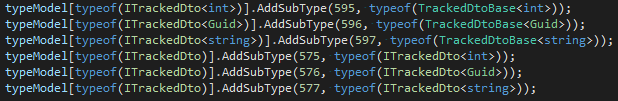 typeModel[typeof(ITrackedDto<int>)].AddSubType(595, typeof(TrackedDtoBase<int>));
typeModel[typeof(ITrackedDto<Guid>)].AddSubType(596, typeof(TrackedDtoBase<Guid>));
typeModel[typeof(ITrackedDto<string>)].AddSubType(597, typeof(TrackedDtoBase<string>));
typeModel[typeof(ITrackedDto)].AddSubType(575, typeof(ITrackedDto<int>));
typeModel[typeof(ITrackedDto)].AddSubType(576, typeof(ITrackedDto<Guid>));
typeModel[typeof(ITrackedDto)].AddSubType(577, typeof(ITrackedDto<string>));